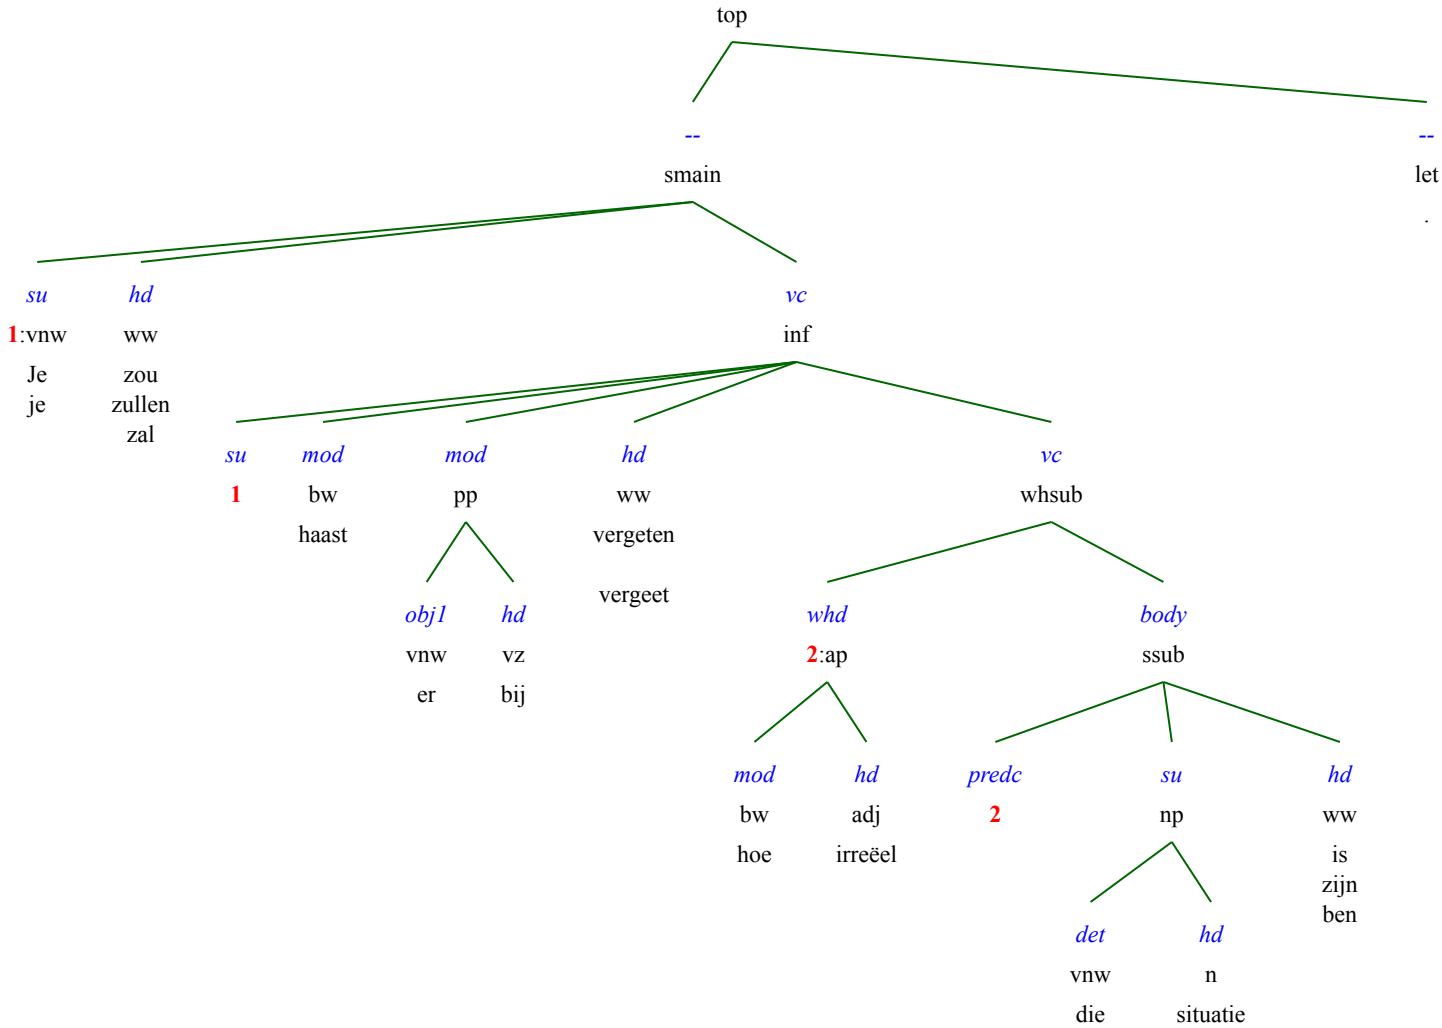 top
-- --
smain let
.
su hd vc
1:vnw ww inf
Je zou
je zullen
zal
su mod mod hd vc
1 bw pp ww whsub
haast vergeten
vergeet
obj1 hd whd body
vnw vz 2:ap ssub
er bij
mod hd predc su hd
bw adj 2 np ww
hoe irreëel is
zijn
ben
det hd
vnw n
die situatie